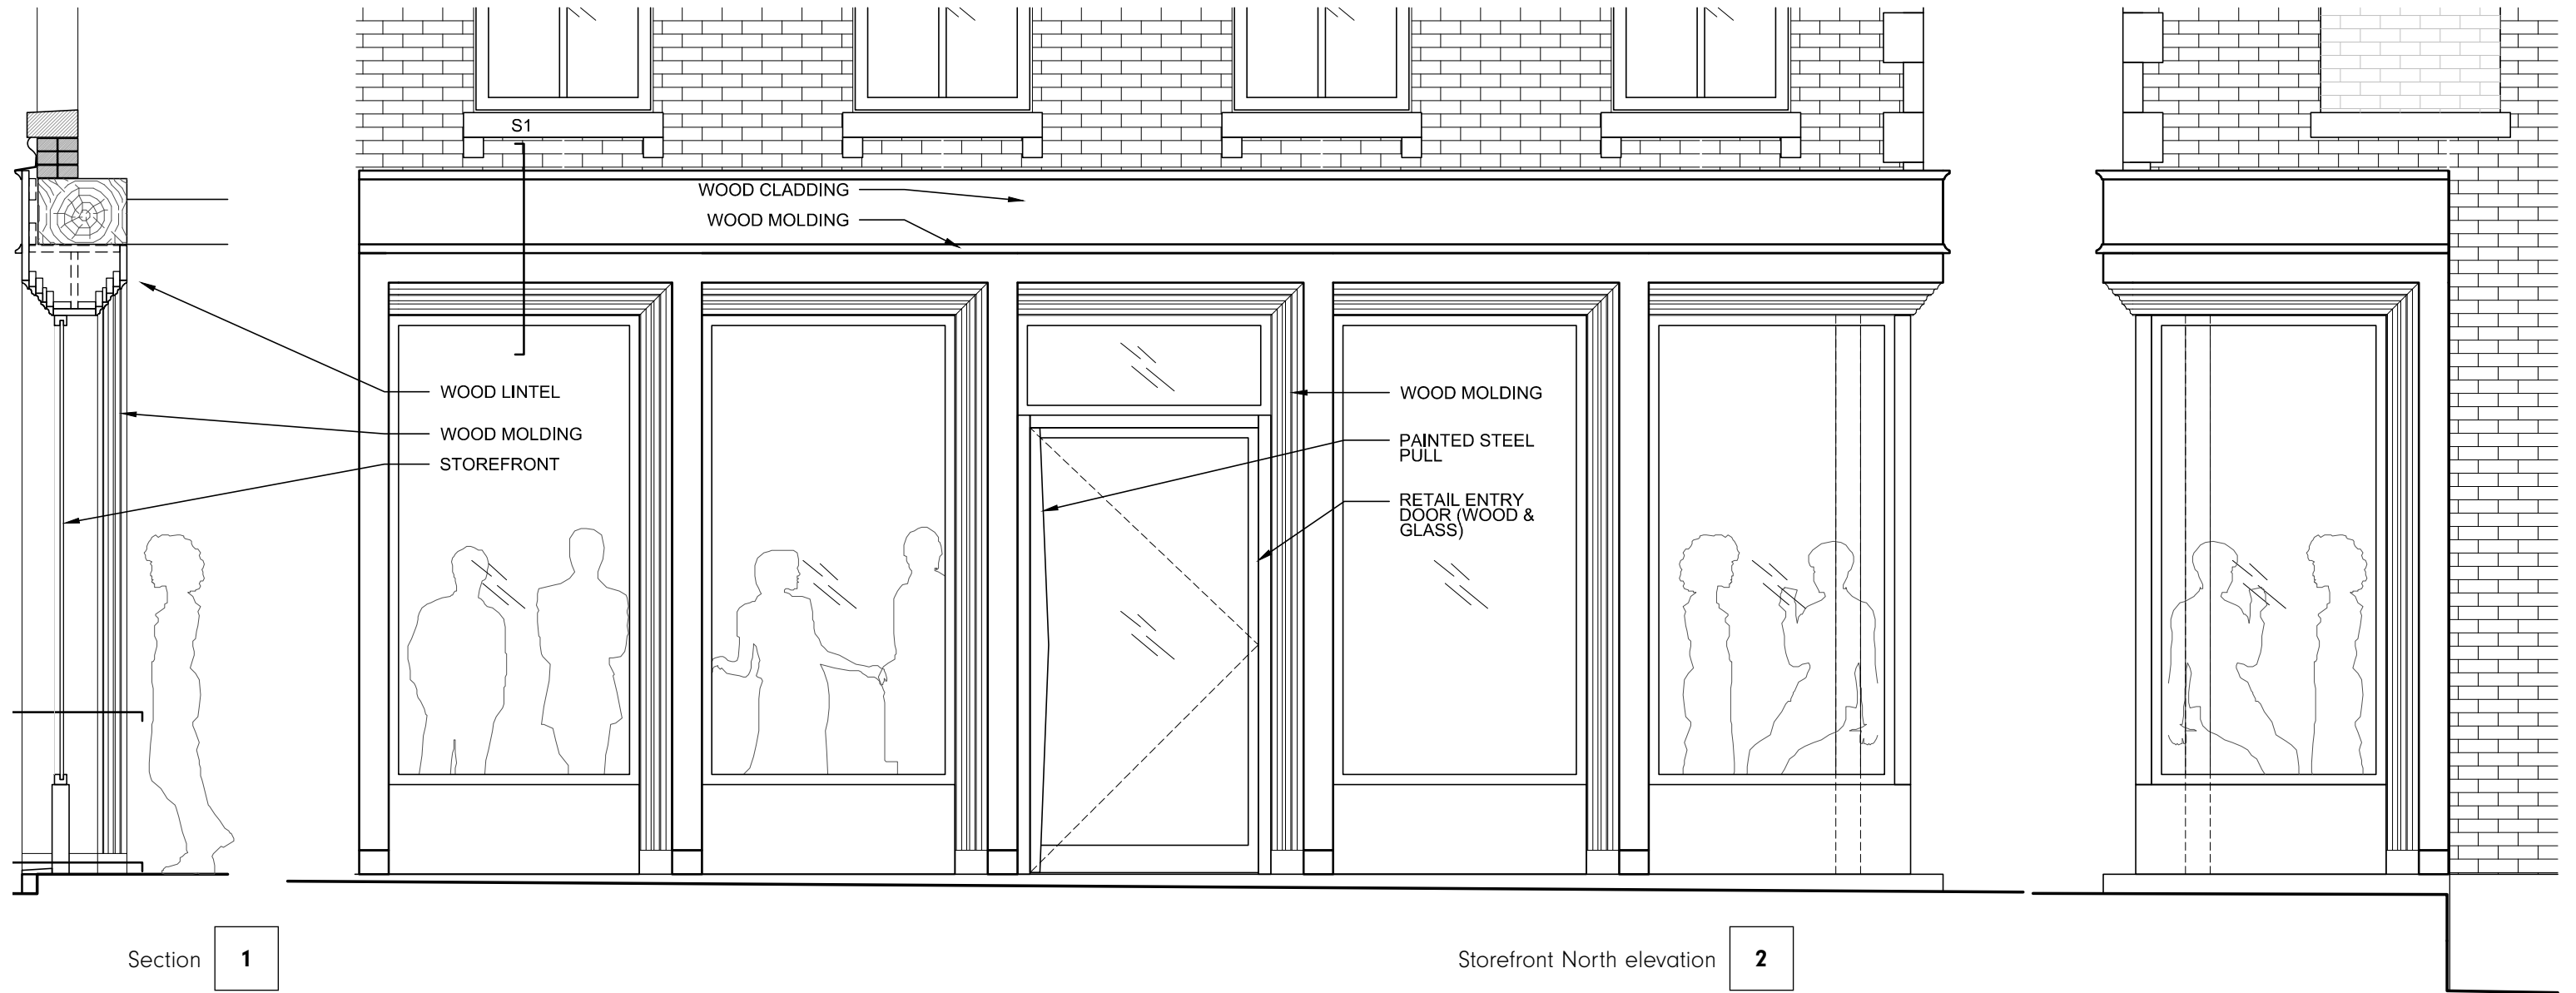 S1
WOOD CLADDING
WOOD MOLDING
WOOD LINTEL
WOOD MOLDING
STOREFRONT
WOOD MOLDING
PAINTED STEEL
PULL
RETAIL ENTRY
DOOR (WOOD &
GLASS)
Section 1
Storefront North elevation 2